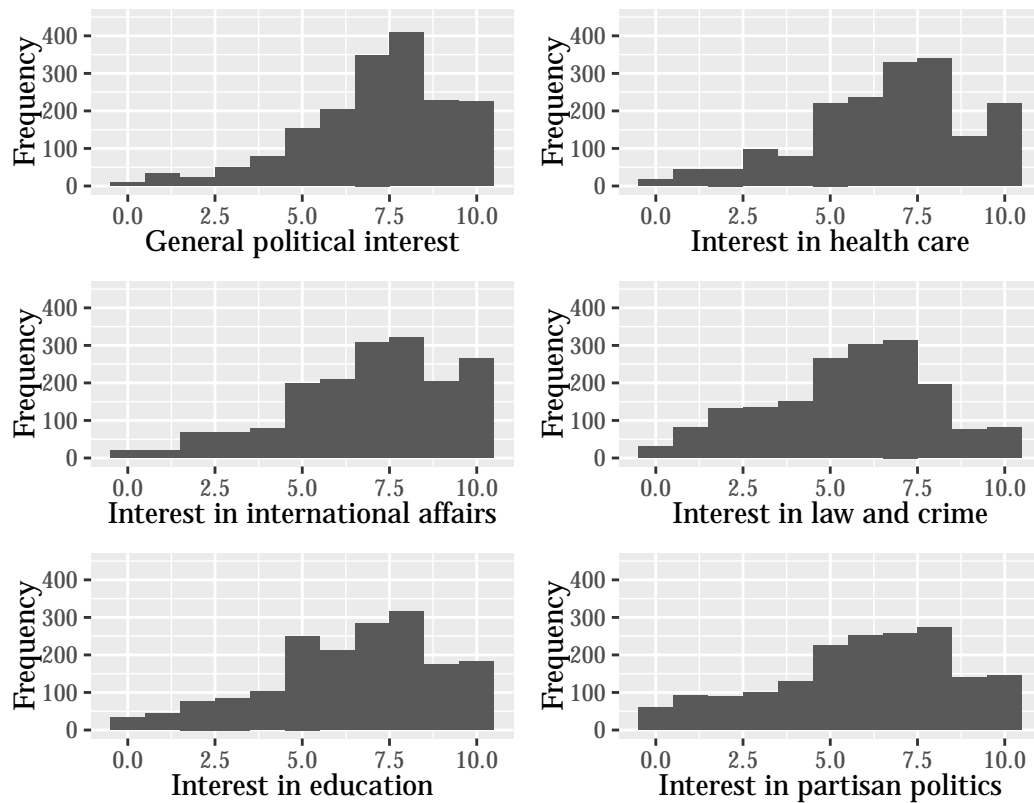 Frequency
400
300
200
100
0
0.0 2.5 5.0 7.5 10.0
General political interest
Frequency
400
300
200
100
0
0.0 2.5 5.0 7.5 10.0
Interest in health care
Frequency
400
300
200
100
0
0.0 2.5 5.0 7.5 10.0
Interest in international affairs
Frequency
400
300
200
100
0
0.0 2.5 5.0 7.5 10.0
Interest in law and crime
Frequency
400
300
200
100
0
0.0 2.5 5.0 7.5 10.0
Interest in education
Frequency
400
300
200
100
0
0.0 2.5 5.0 7.5 10.0
Interest in partisan politics